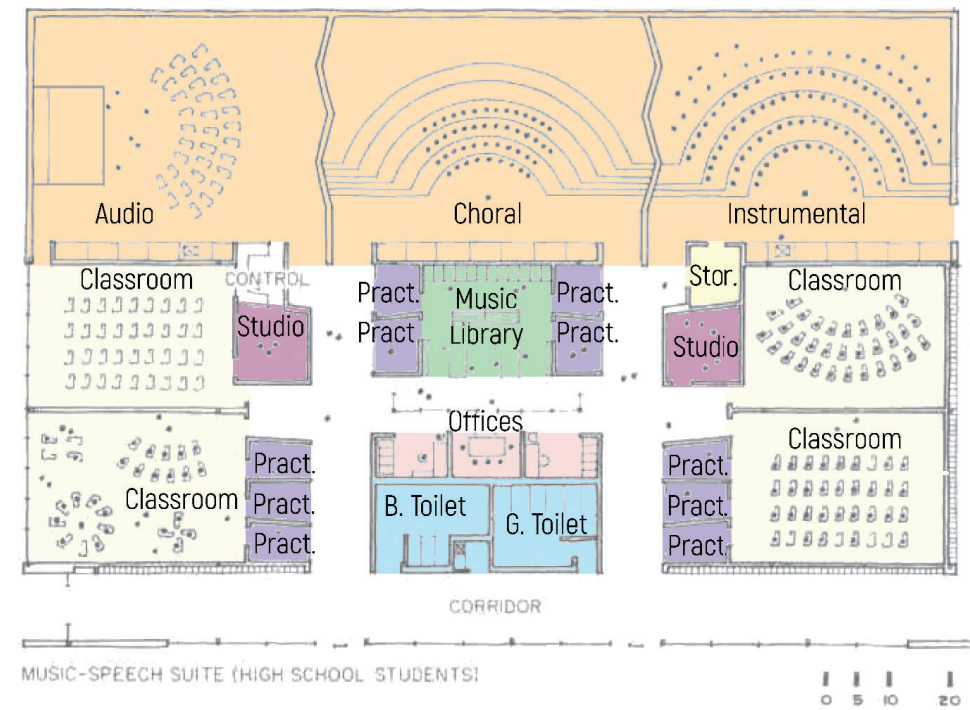 Audio
Choral
Instrumental
Classroom
CONTROL
Studio
Pract.
Pract
Music
Library
Pract.
Pract.
Stor.
Studio
Classroom
Offices
Classroom
Pract.
Pract.
Pract.
B. Toilet
G. Toilet
Pract.
Pract.
Pract.
Classroom
CORRIDOR
MUSIC-SPEECH SUITE (HIGH SCHOOL STUDENTS)
0 5 10 20